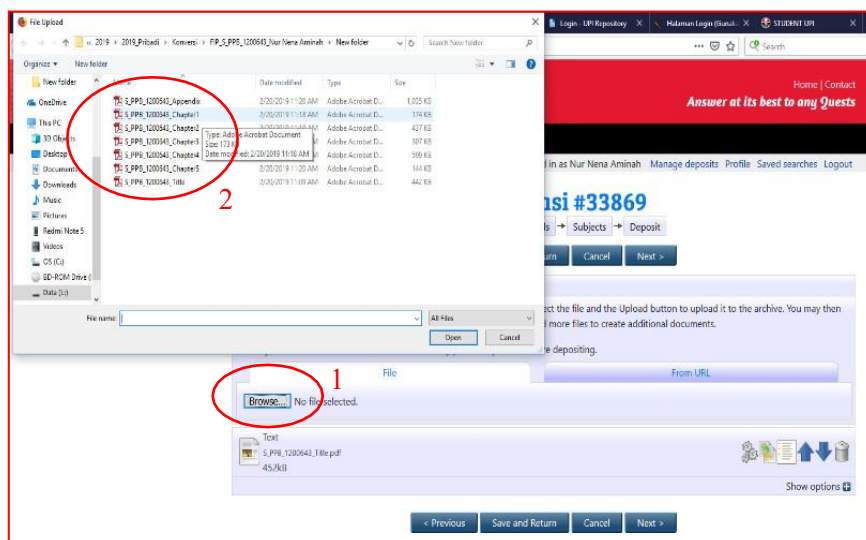 File Upload
« 2019 › 2019_Pribadi › Konversi › FIP_S_PPB_1200643_Nur Nena Aminah › New folder
Search New folder
Organize New folder
Name Date modified Type Size
New folder
OneDrive
This PC
3D Objects
Desktop
Documents
Downloads
Music
Pictures
Redmi Note 5
Videos
OS (C:)
BD-ROM Drive (
Data (L:)
S_PPB_1200643_Appendix 2/20/2019 11:20 AM Adobe Acrobat D... KB
S_PPB_1200643_Chapter1 2/20/2019 11:18 AM Adobe Acrobat D... 174 KB
S_PPB_1200643_Chapter2 Adobe Acrobat D... 437 KB
S_PPB_1200643_Chapter3 Adobe Acrobat D... 307 KB
S_PPB_1200643_Chapter4 Adobe Acrobat D... 599 KB
S_PPB_1200643_Chapter5 2/20/2019 11:20 AM Adobe Acrobat D... 144 KB
S_PPB_1200643_Title 2/20/2019 11:09 AM Adobe Acrobat D... 442 KB
Type: Adobe Acrobat Document
Size: 173 KB
Date modified: 2/20/2019 11:18 AM
2
File name:
All Files
Open Cancel
Login - UPI Repository
Halaman Login
STUDENT UPI
Search
Home | Contact
Answer at its best to any Quests
in as Nur Nena Aminah Manage deposits Profile Saved searches Logout
si #33869
Subjects Deposit
urn Cancel Next >
ct the file and the Upload button to upload it to the archive. You may then
more files to create additional documents.
e depositing.
File From URL
1
Browse... No file selected.
Text
S_PPB_1200643_Title.pdf
452kB
Show options
< Previous Save and Return Cancel Next >